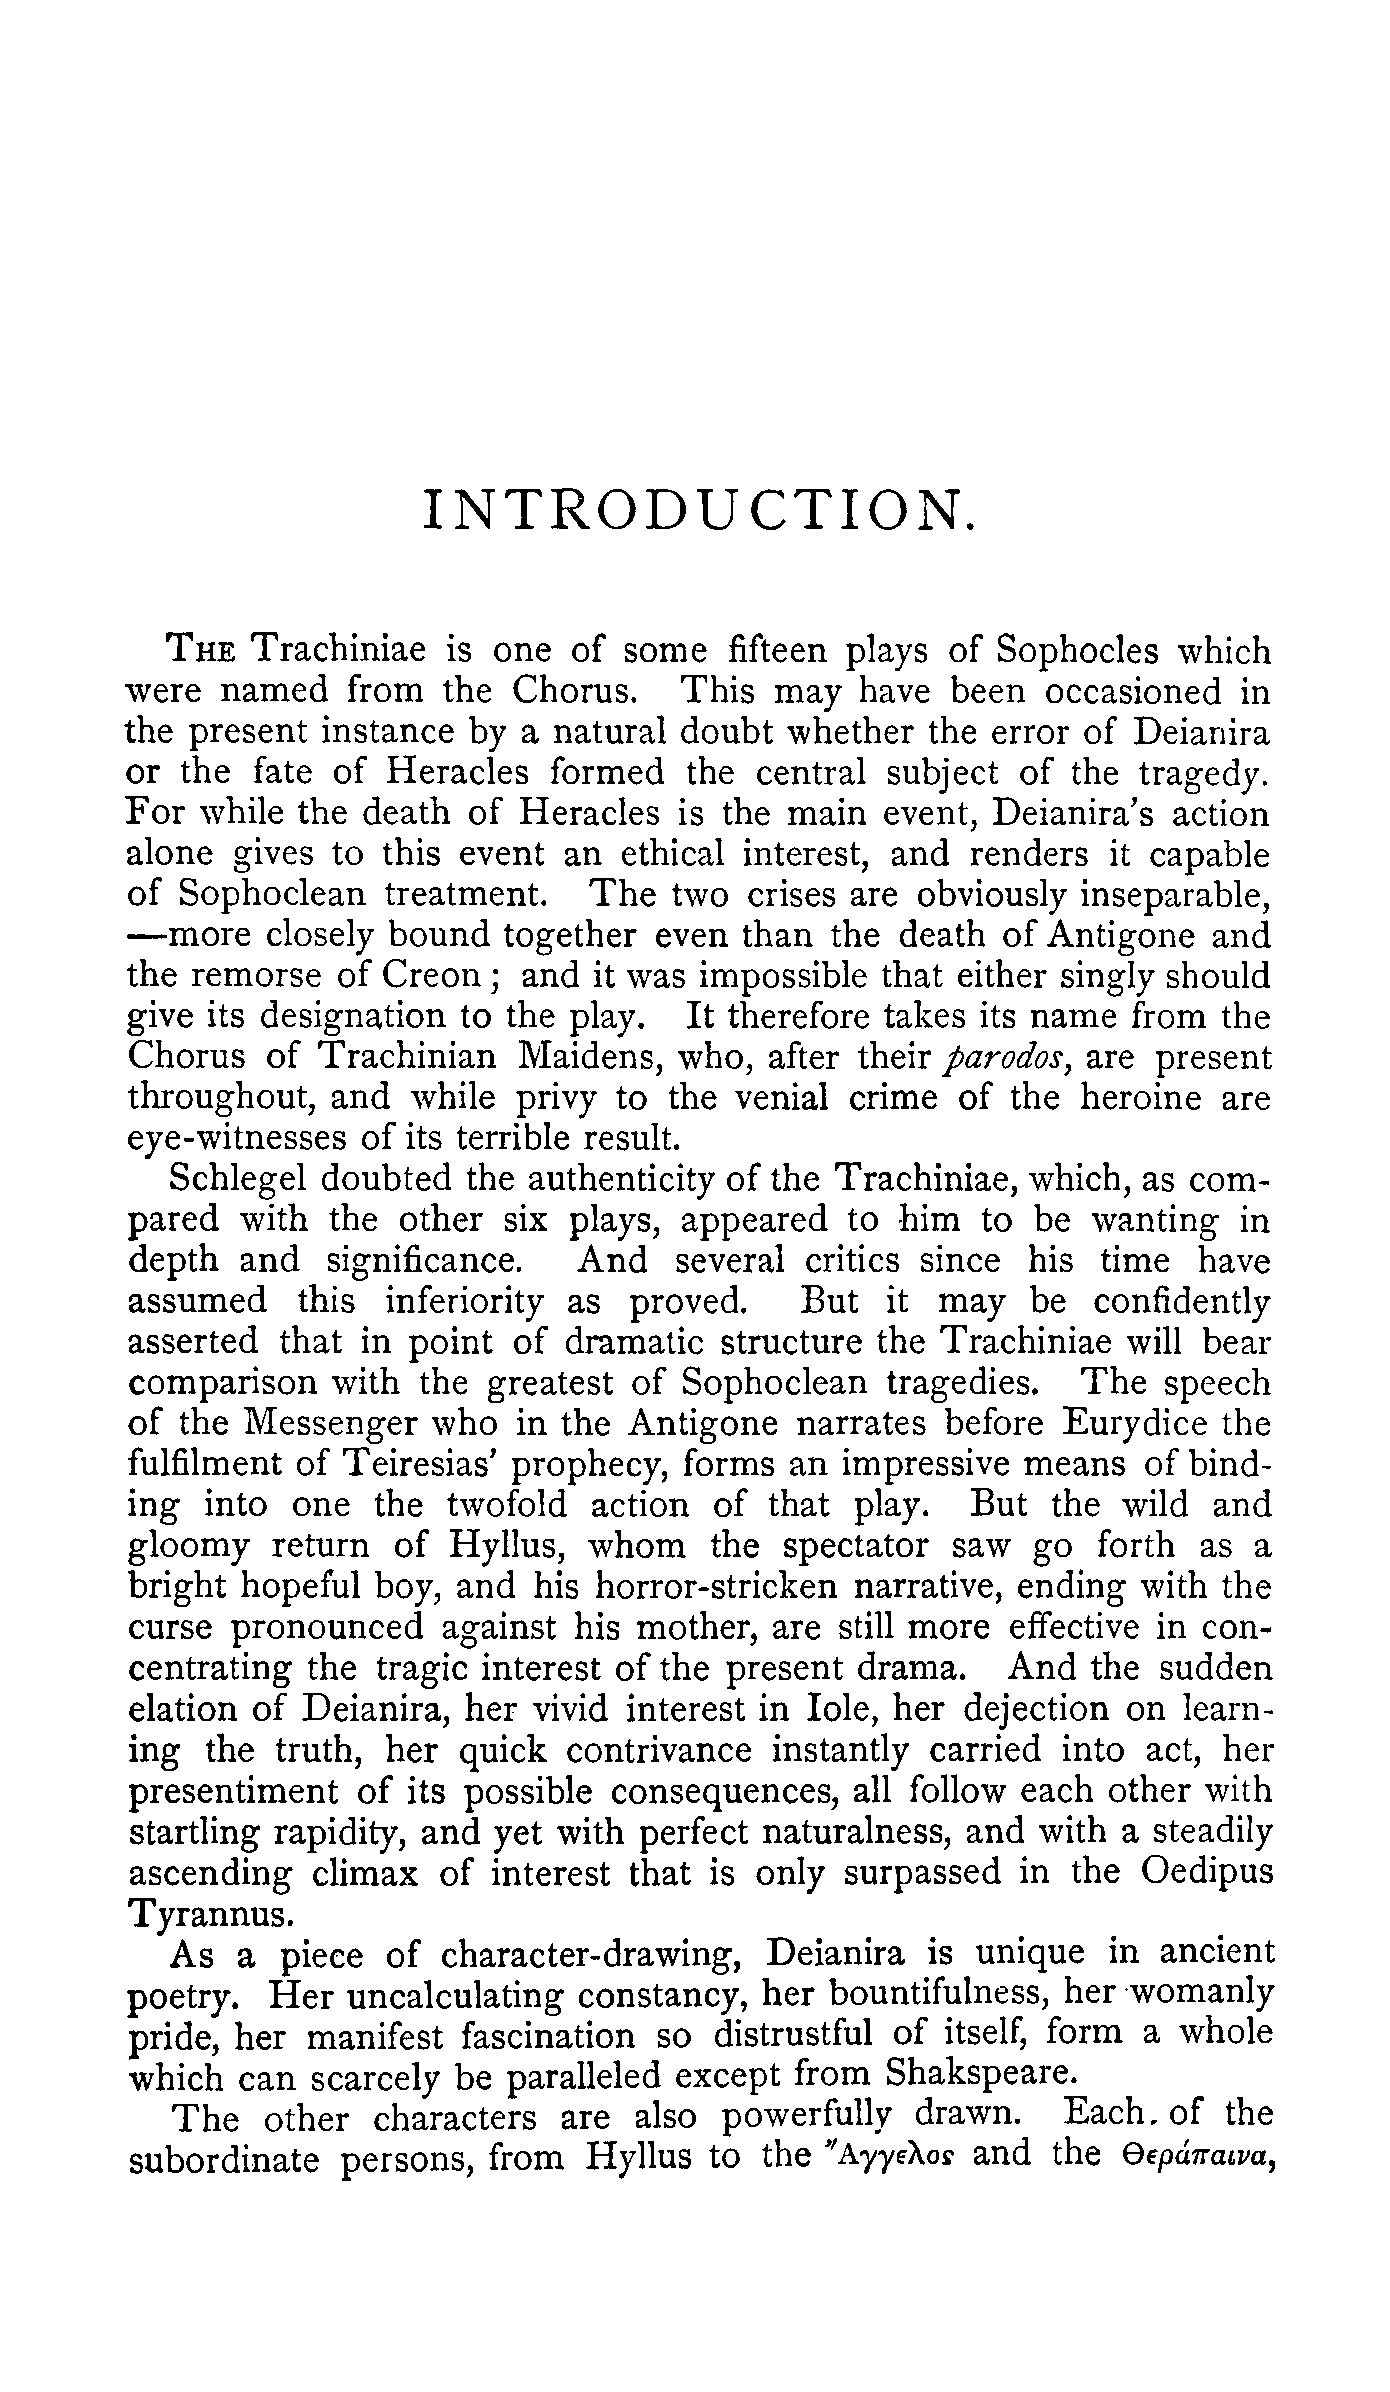 INTRODUCTION.
THE Trachiniae is one of some fifteen plays of Sophocles which
were named from the Chorus. This may have been occasioned in
the present instance by a natural doubt whether the error of Deianira
or the fate of Heracles formed the central subject of the tragedy.
For while the death of Heracles is the main event, Deianira's action
alone gives to this event an ethical interest, and renders it capable
of Sophoclean treatment. The two crises are obviously inseparable,
—more closely bound together even than the death of Antigone and
the remorse of Creon; and it was impossible that either singly should
give its designation to the play. It therefore takes its name from the
Chorus of Trachinian Maidens, who, after their parodos, are present
throughout, and while privy to the venial crime of the heroine are
eye-witnesses of its terrible result.
Schlegel doubted the authenticity of the Trachiniae, which, as com-
pared with the other six plays, appeared to him to be wanting in
depth and significance. And several critics since his time have
assumed this inferiority as proved. But it may be confidently
asserted that in point of dramatic structure the Trachiniae will bear
comparison with the greatest of Sophoclean tragedies. The speech
of the Messenger who in the Antigone narrates before Eurydice the
fulfilment of Teiresias' prophecy, forms an impressive means of bind-
ing into one the twofold action of that play. But the wild and
gloomy return of Hyllus, whom the spectator saw go forth as a
bright hopeful boy, and his horror-stricken narrative, ending with the
curse pronounced against his mother, are still more effective in con-
centrating the tragic interest of the present drama. And the sudden
elation of Deianira, her vivid interest in Iole, her dejection on learn-
ing the truth, her quick contrivance instantly carried into act, her
presentiment of its possible consequences, all follow each other with
startling rapidity, and yet with perfect naturalness, and with a steadily
ascending climax of interest that is only surpassed in the Oedipus
Tyrannus.
As a piece of character-drawing, Deianira is unique in ancient
poetry. Her uncalculating constancy, her bountifulness, her womanly
pride, her manifest fascination so distrustful of itself, form a whole
which can scarcely be paralleled except from Shakspeare.
The other characters are also powerfully drawn. Each of the
subordinate persons, from Hyllus to the Ἄγγελος and the Θεράπαινα,